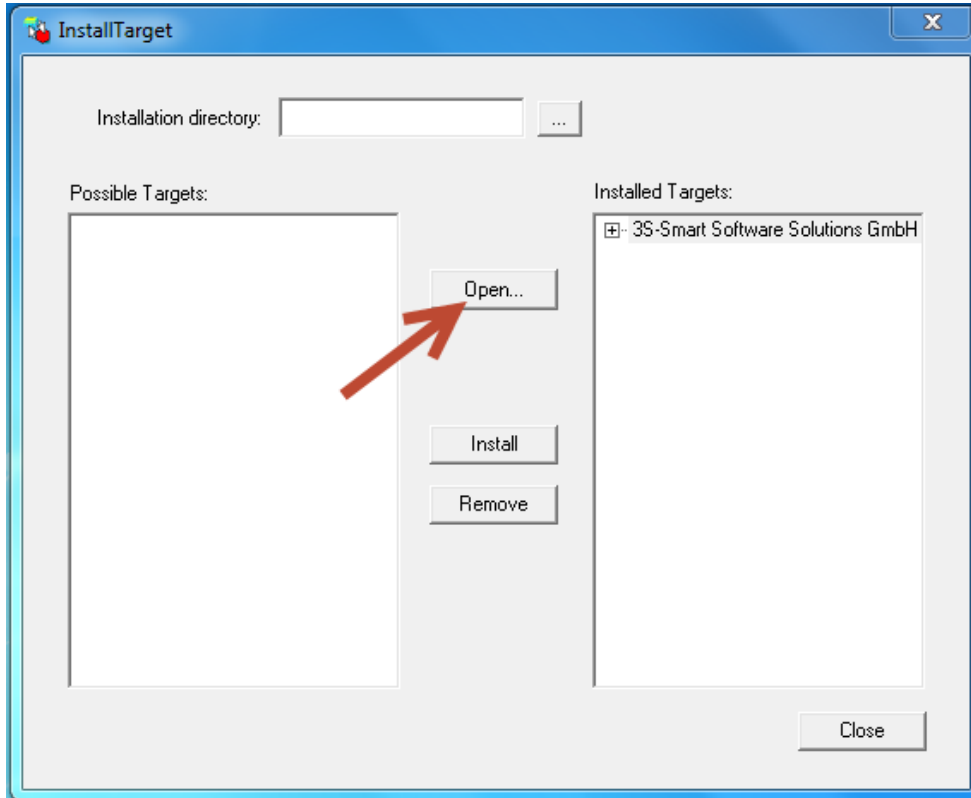 InstallTarget
Installation directory:
...
Possible Targets:
Installed Targets:
3S-Smart Software Solutions GmbH
Open...
Install
Remove
Close